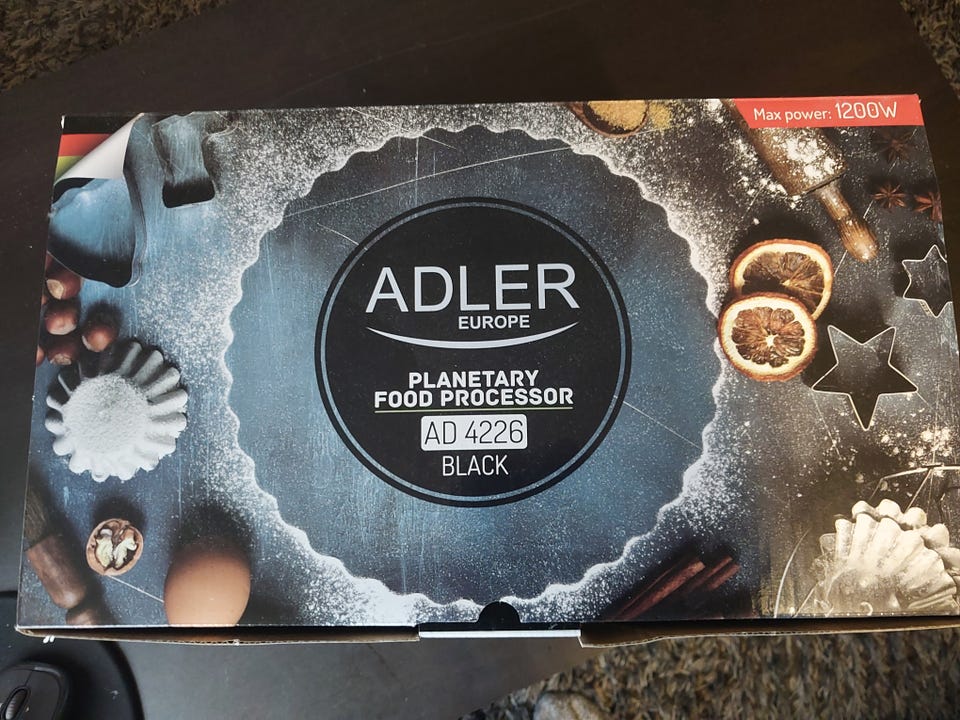 Max power: 1200W
ADLER
EUROPE
PLANETARY
FOOD PROCESSOR
AD 4226
BLACK